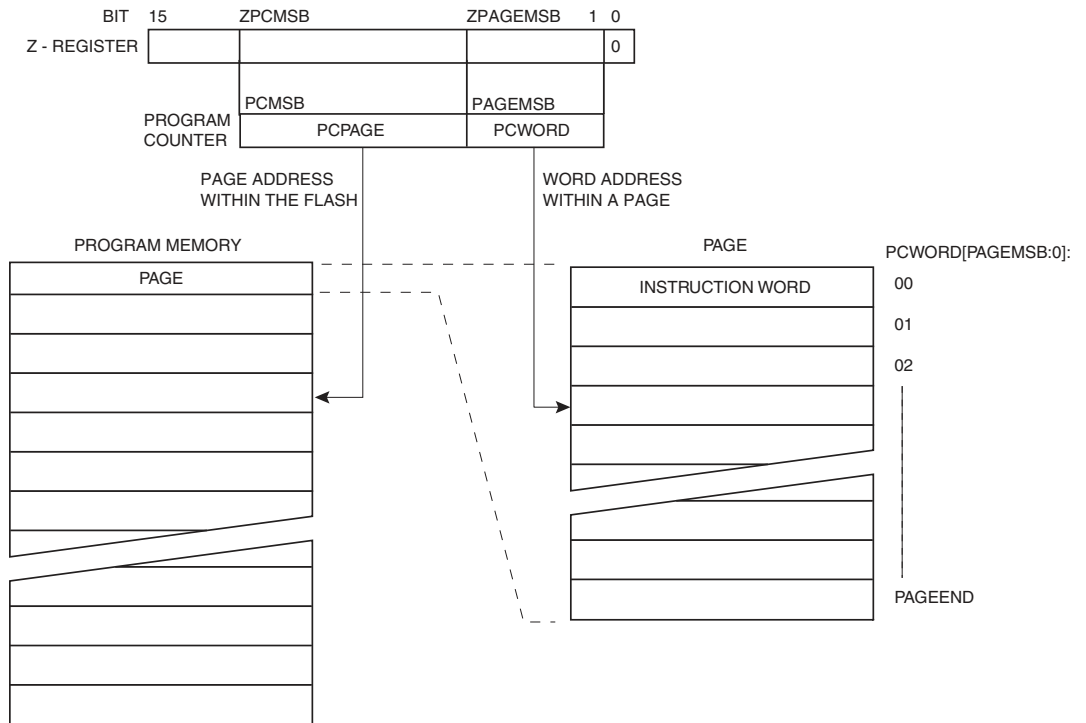 BIT 15 ZPCMSB ZPAGEMSB 1 0
Z - REGISTER 0
PCMSB PAGEMSB
PROGRAM
COUNTER
PCPAGE PCWORD
PAGE ADDRESS
WITHIN THE FLASH
WORD ADDRESS
WITHIN A PAGE
PROGRAM MEMORY
PAGE
PAGE
PCWORD[PAGEMSB:0]:
INSTRUCTION WORD 00
01
02
PAGEEND